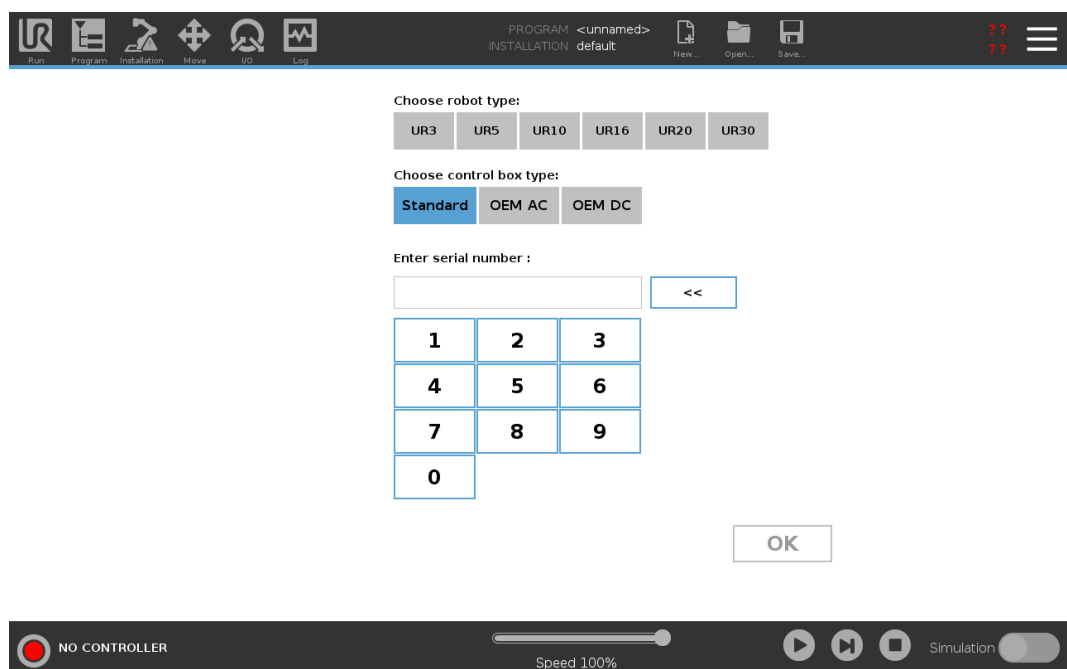 PROGRAM <unnamed>
INSTALLATION default
? ?
? ?
Run Program Installation Move I/O Log New... Open... Save...
Choose robot type:
UR3 UR5 UR10 UR16 UR20 UR30
Choose control box type:
Standard OEM AC OEM DC
Enter serial number :
<<
1 2 3
4 5 6
7 8 9
0
OK
NO CONTROLLER
Speed 100%
Simulation